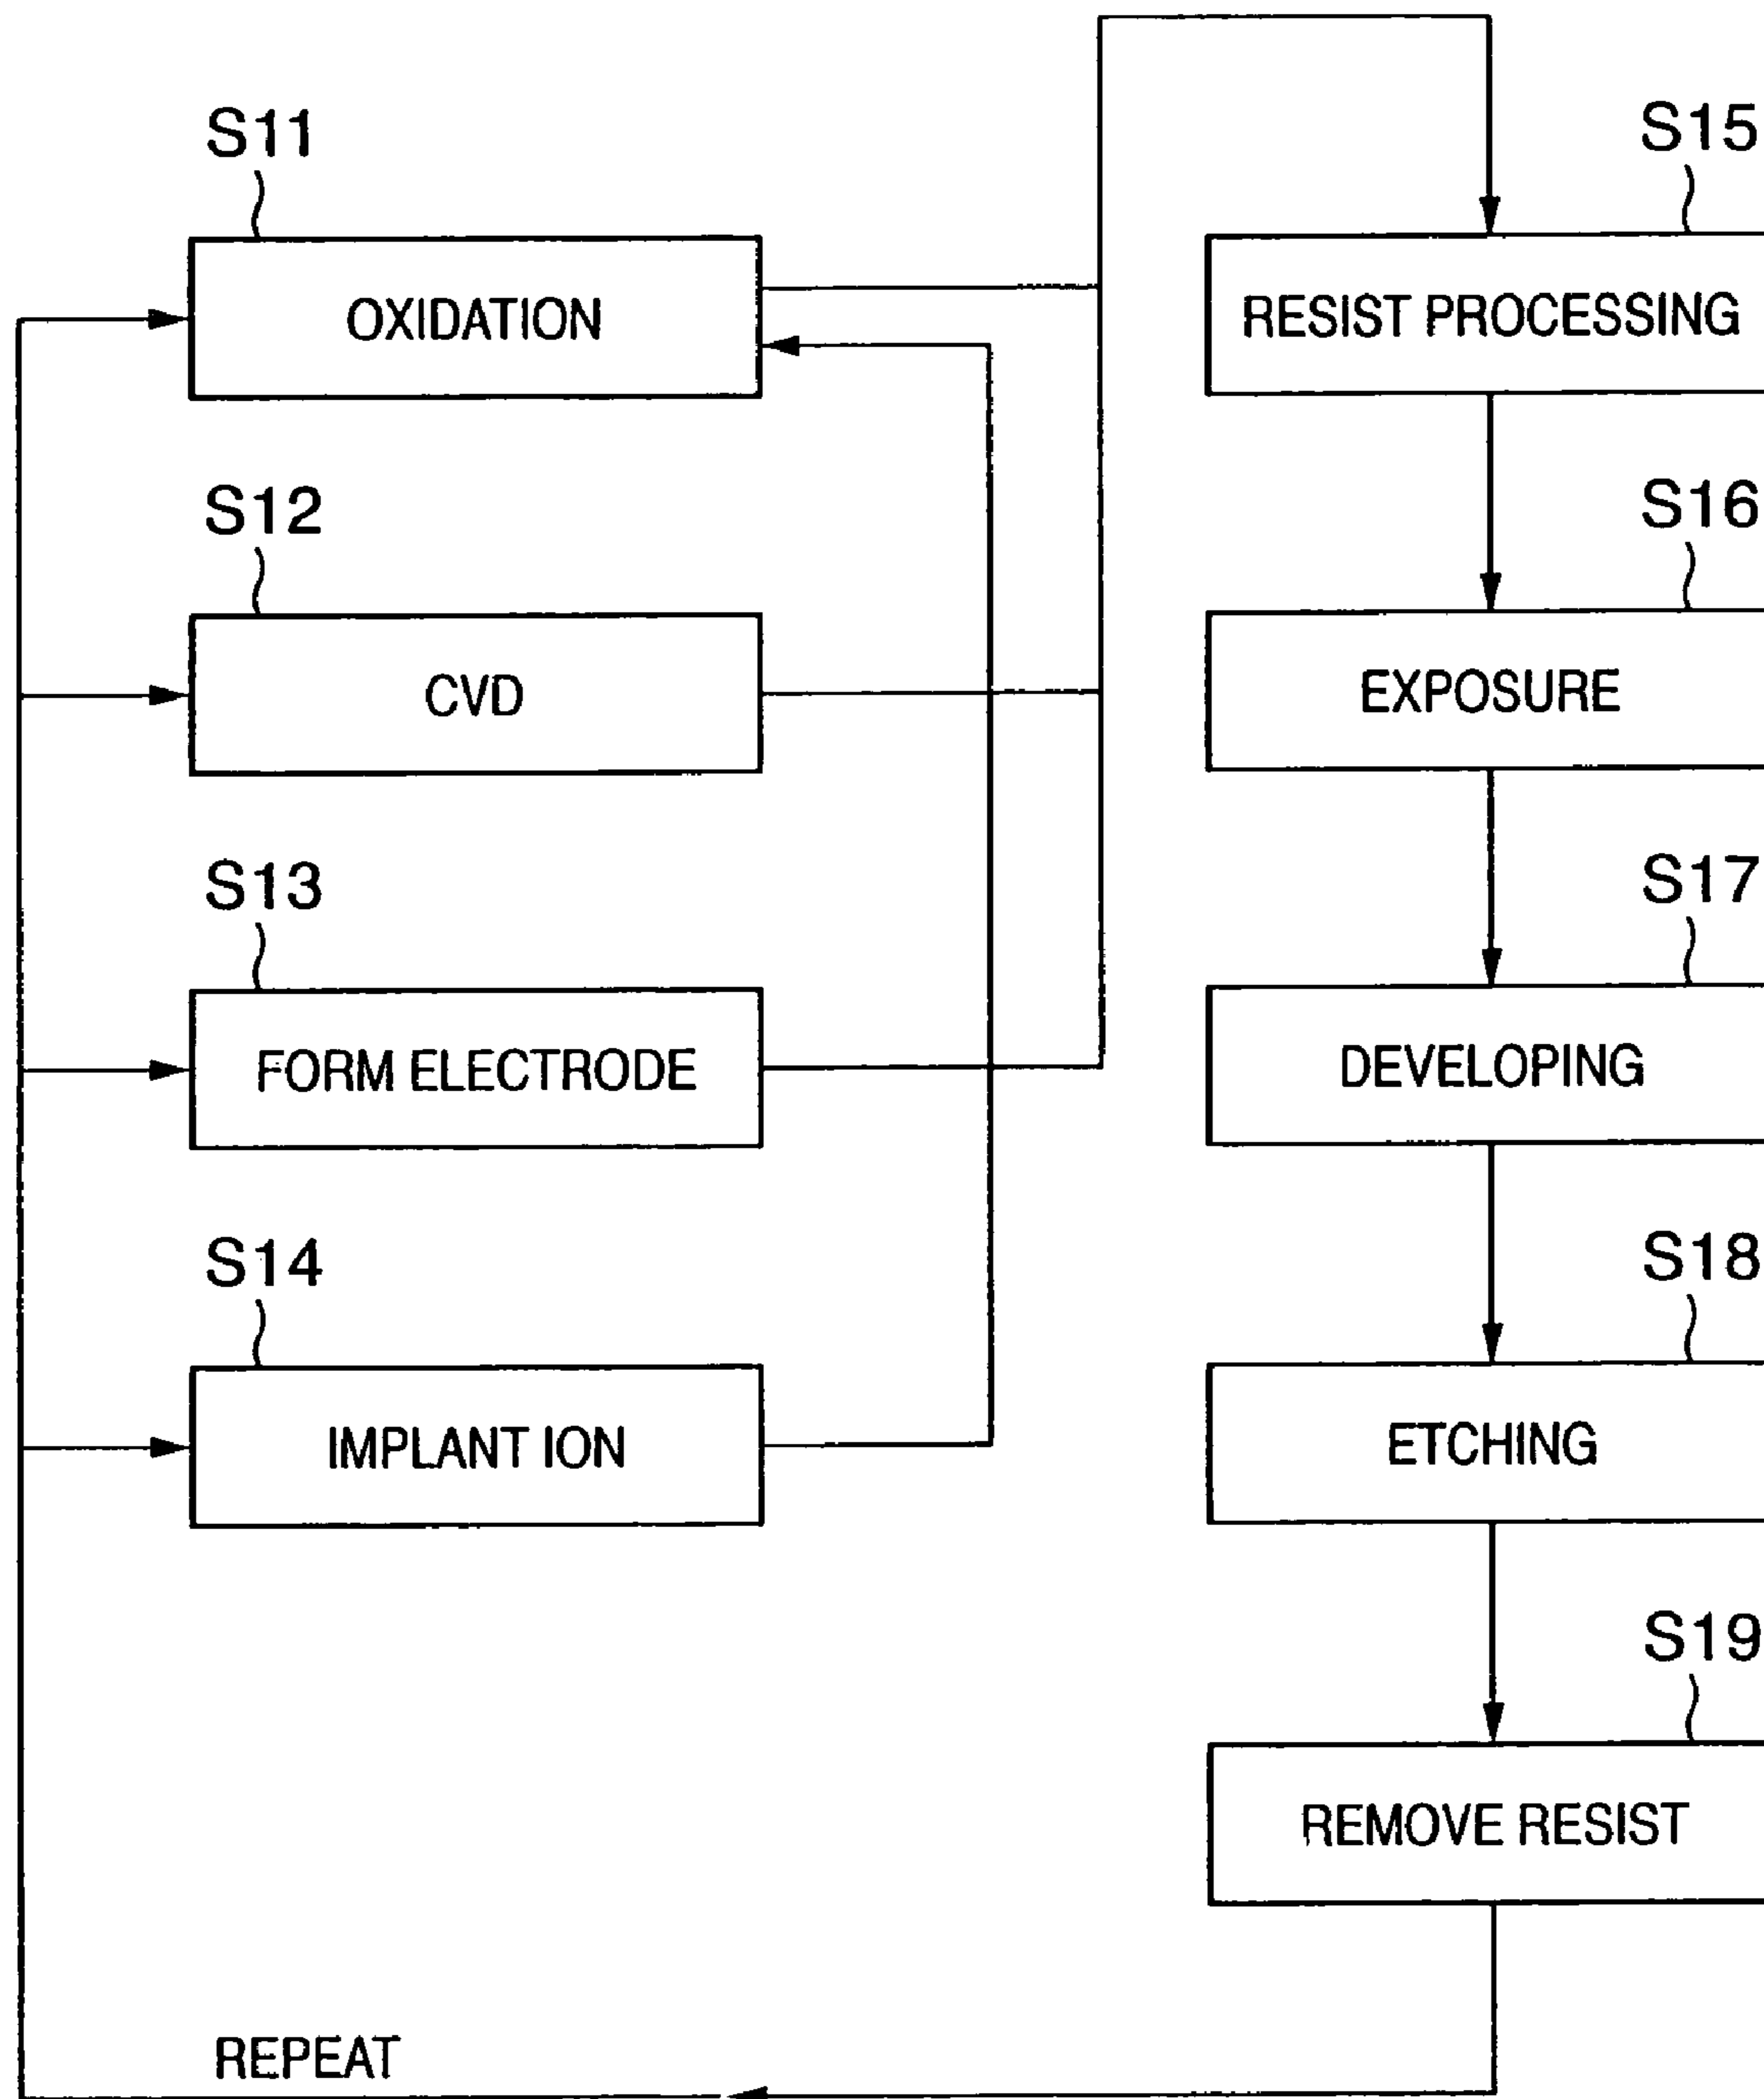 S11
OXIDATION
S12
CVD
S13
FORM ELECTRODE
S14
IMPLANT ION
S15
RESIST PROCESSING
S16
EXPOSURE
S17
DEVELOPING
S18
ETCHING
S19
REMOVE RESIST
REPEAT